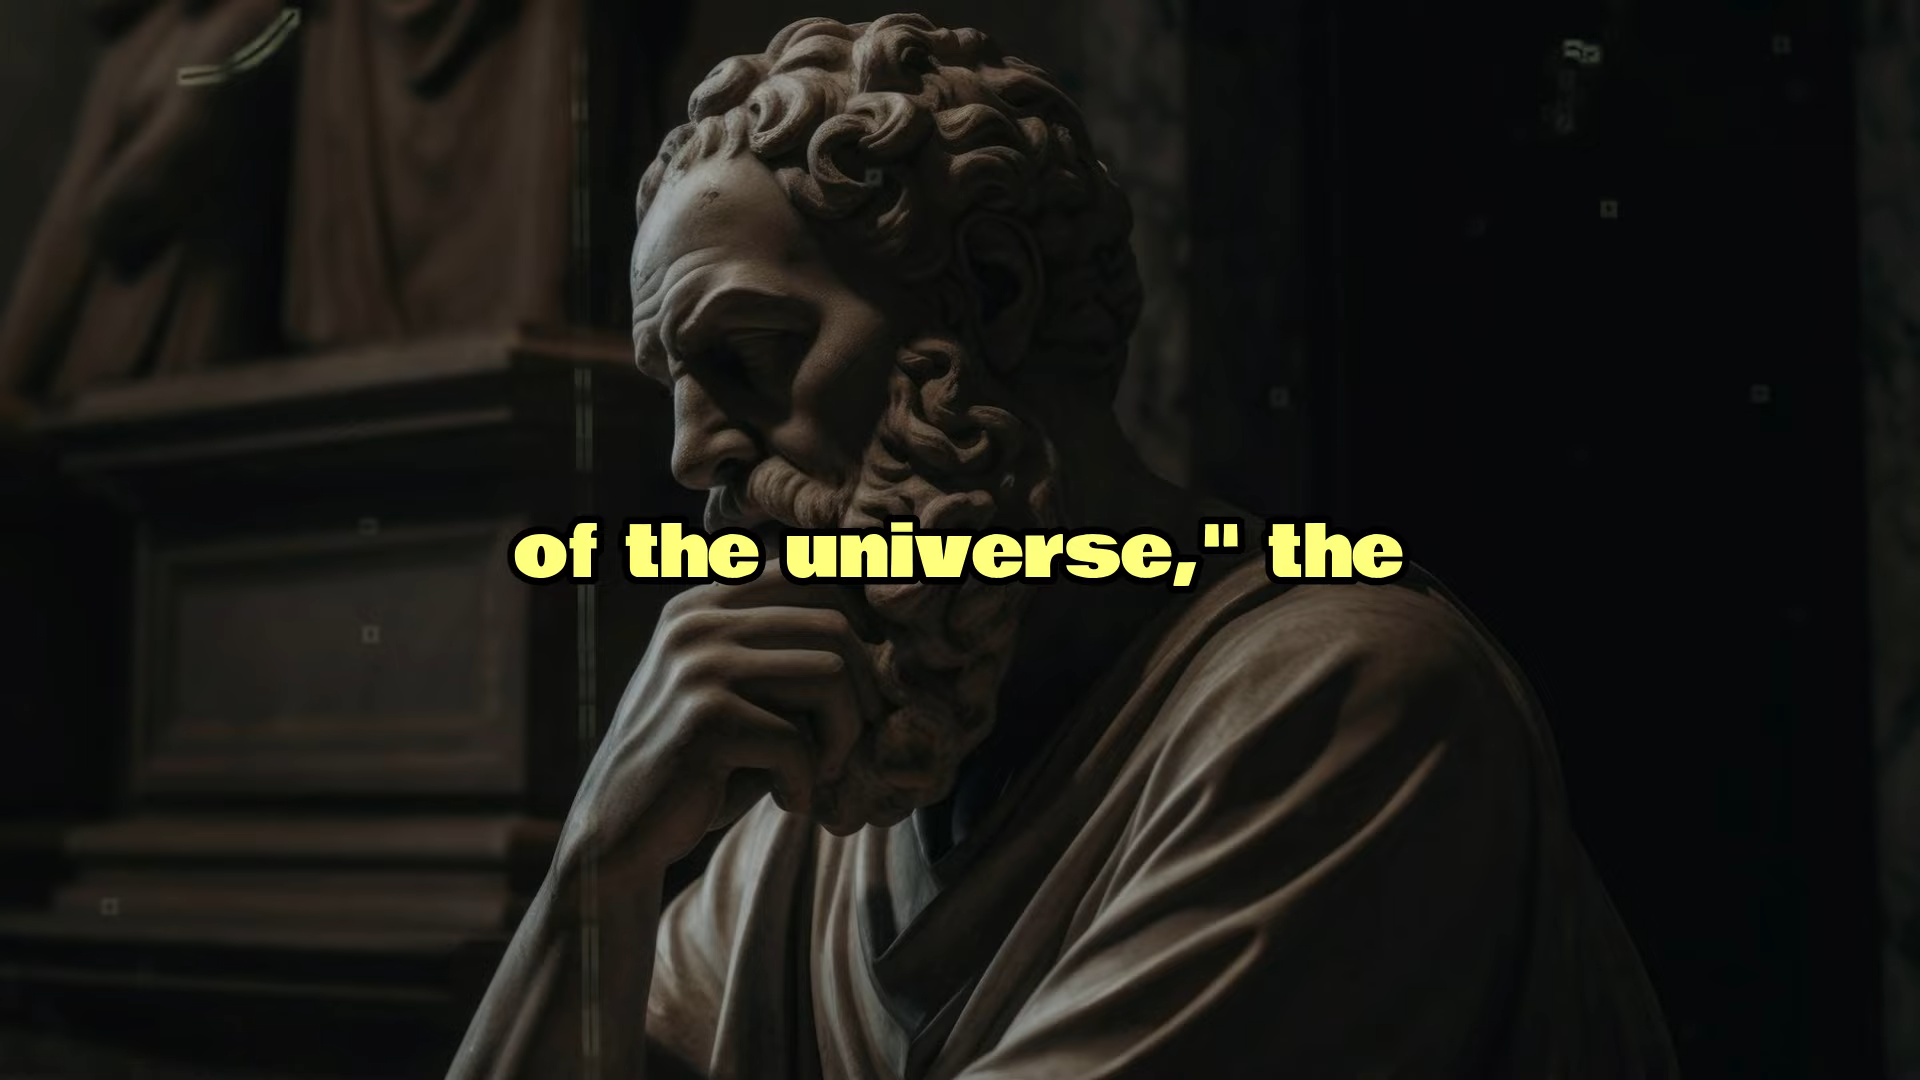 of the universe," the